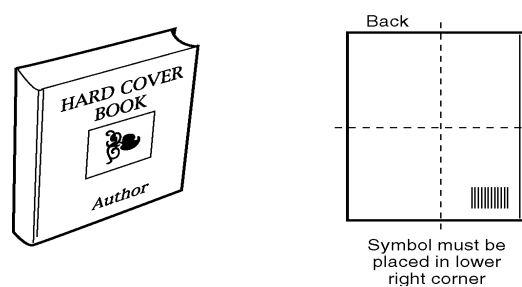 HARD COVER
BOOK
Author
Back
Symbol must be
placed in lower
right corner